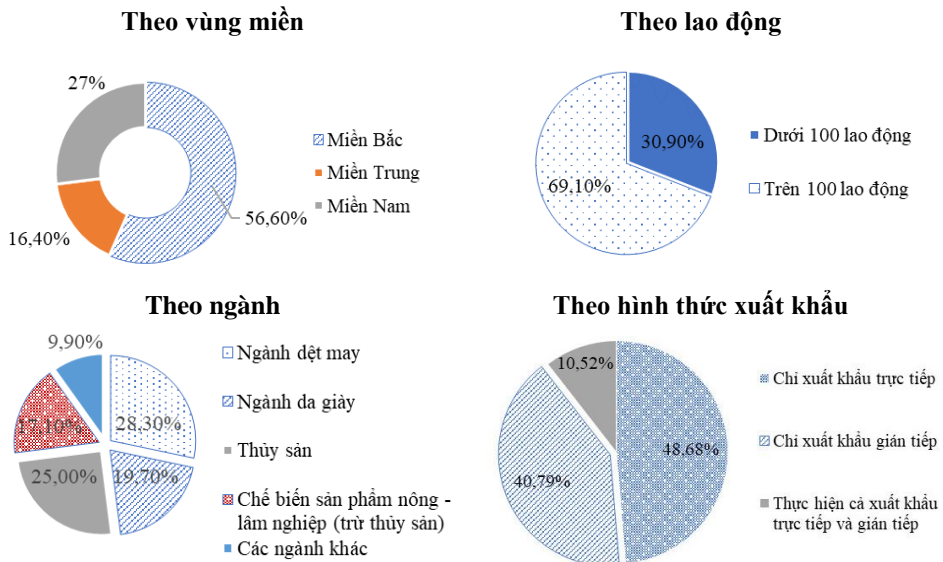 Theo vùng miền
27%
16,40%
56,60%
Miền Bắc
Miền Trung
Miền Nam
Theo lao động
30,90%
69,10%
Dưới 100 lao động
Trên 100 lao động
Theo ngành
9,90%
17,10%
28,30%
25,00%
19,70%
Ngành dệt may
Ngành da giày
Thủy sản
Chế biến sản phẩm nông -
lâm nghiệp (trừ thủy sản)
Các ngành khác
Theo hình thức xuất khẩu
10,52%
48,68%
40,79%
Chỉ xuất khẩu trực tiếp
Chỉ xuất khẩu gián tiếp
Thực hiện cả xuất khẩu
trực tiếp và gián tiếp